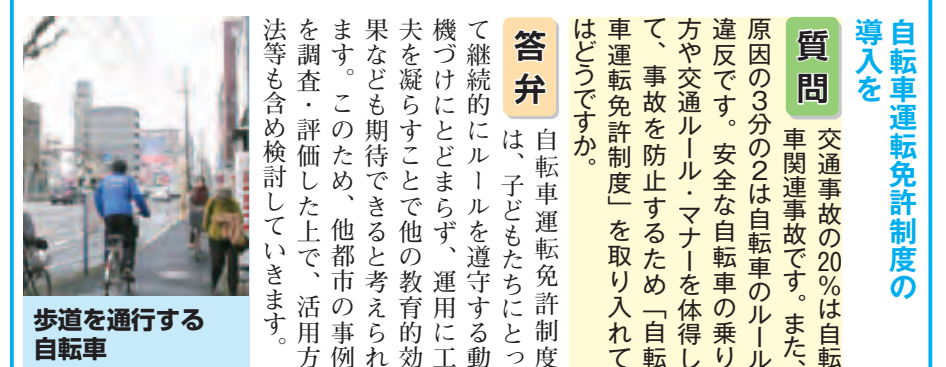 自転車運転免許制度の
導入を
質問
交通事故の20%は自転
車関連事故です。また、
原因の3分の2は自転車のルール
違反です。安全な自転車の乗り
方や交通ルール・マナーを体得し
て、事故を防止するため「自転
車運転免許制度」を取り入れて
はどうですか。
答弁
自転車運転免許制度
は、子どもたちにとっ
て継続的にルールを遵守する動
機づけにとどまらず、運用に工
夫を凝らすことで他の教育的効
果なども期待できると考えられ
ます。このため、他都市の事例
を調査・評価した上で、活用方
法等も含め検討していきます。
歩道を通行する
自転車